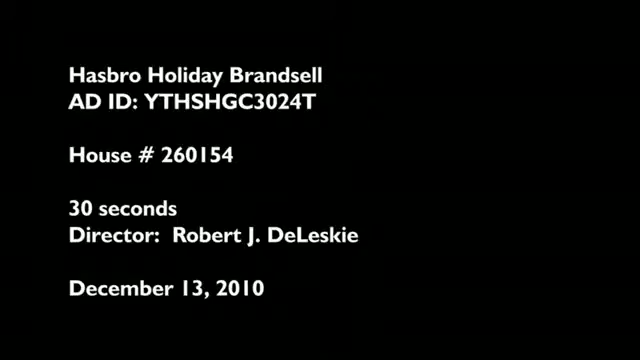 Hasbro Holiday Brandsell
AD ID: YTHSHGC3024T
House # 260154
30 seconds
Director:  Robert J. DeLeskie
December 13, 2010